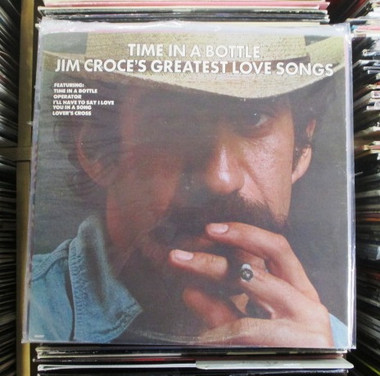 TIME IN A BOTTLE
JIM CROCE'S GREATEST LOVE SONGS
FEATURING:
TIME IN A BOTTLE
OPERATOR
I'LL HAVE TO SAY I LOVE
YOU IN A SONG
LOVER'S CROSS